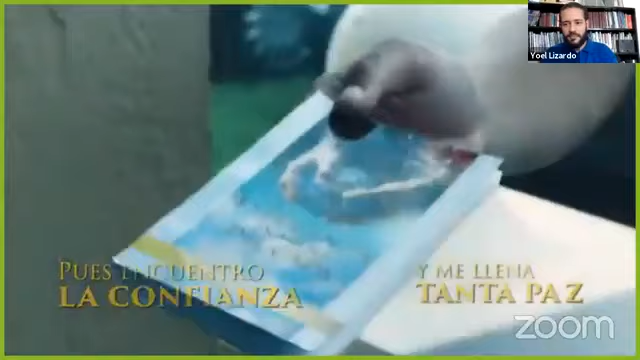 Yoel Lizardo
PUES ENCUENTRO
LA CONFIANZA
Y ME LLENA
TANTA PAZ
zoom